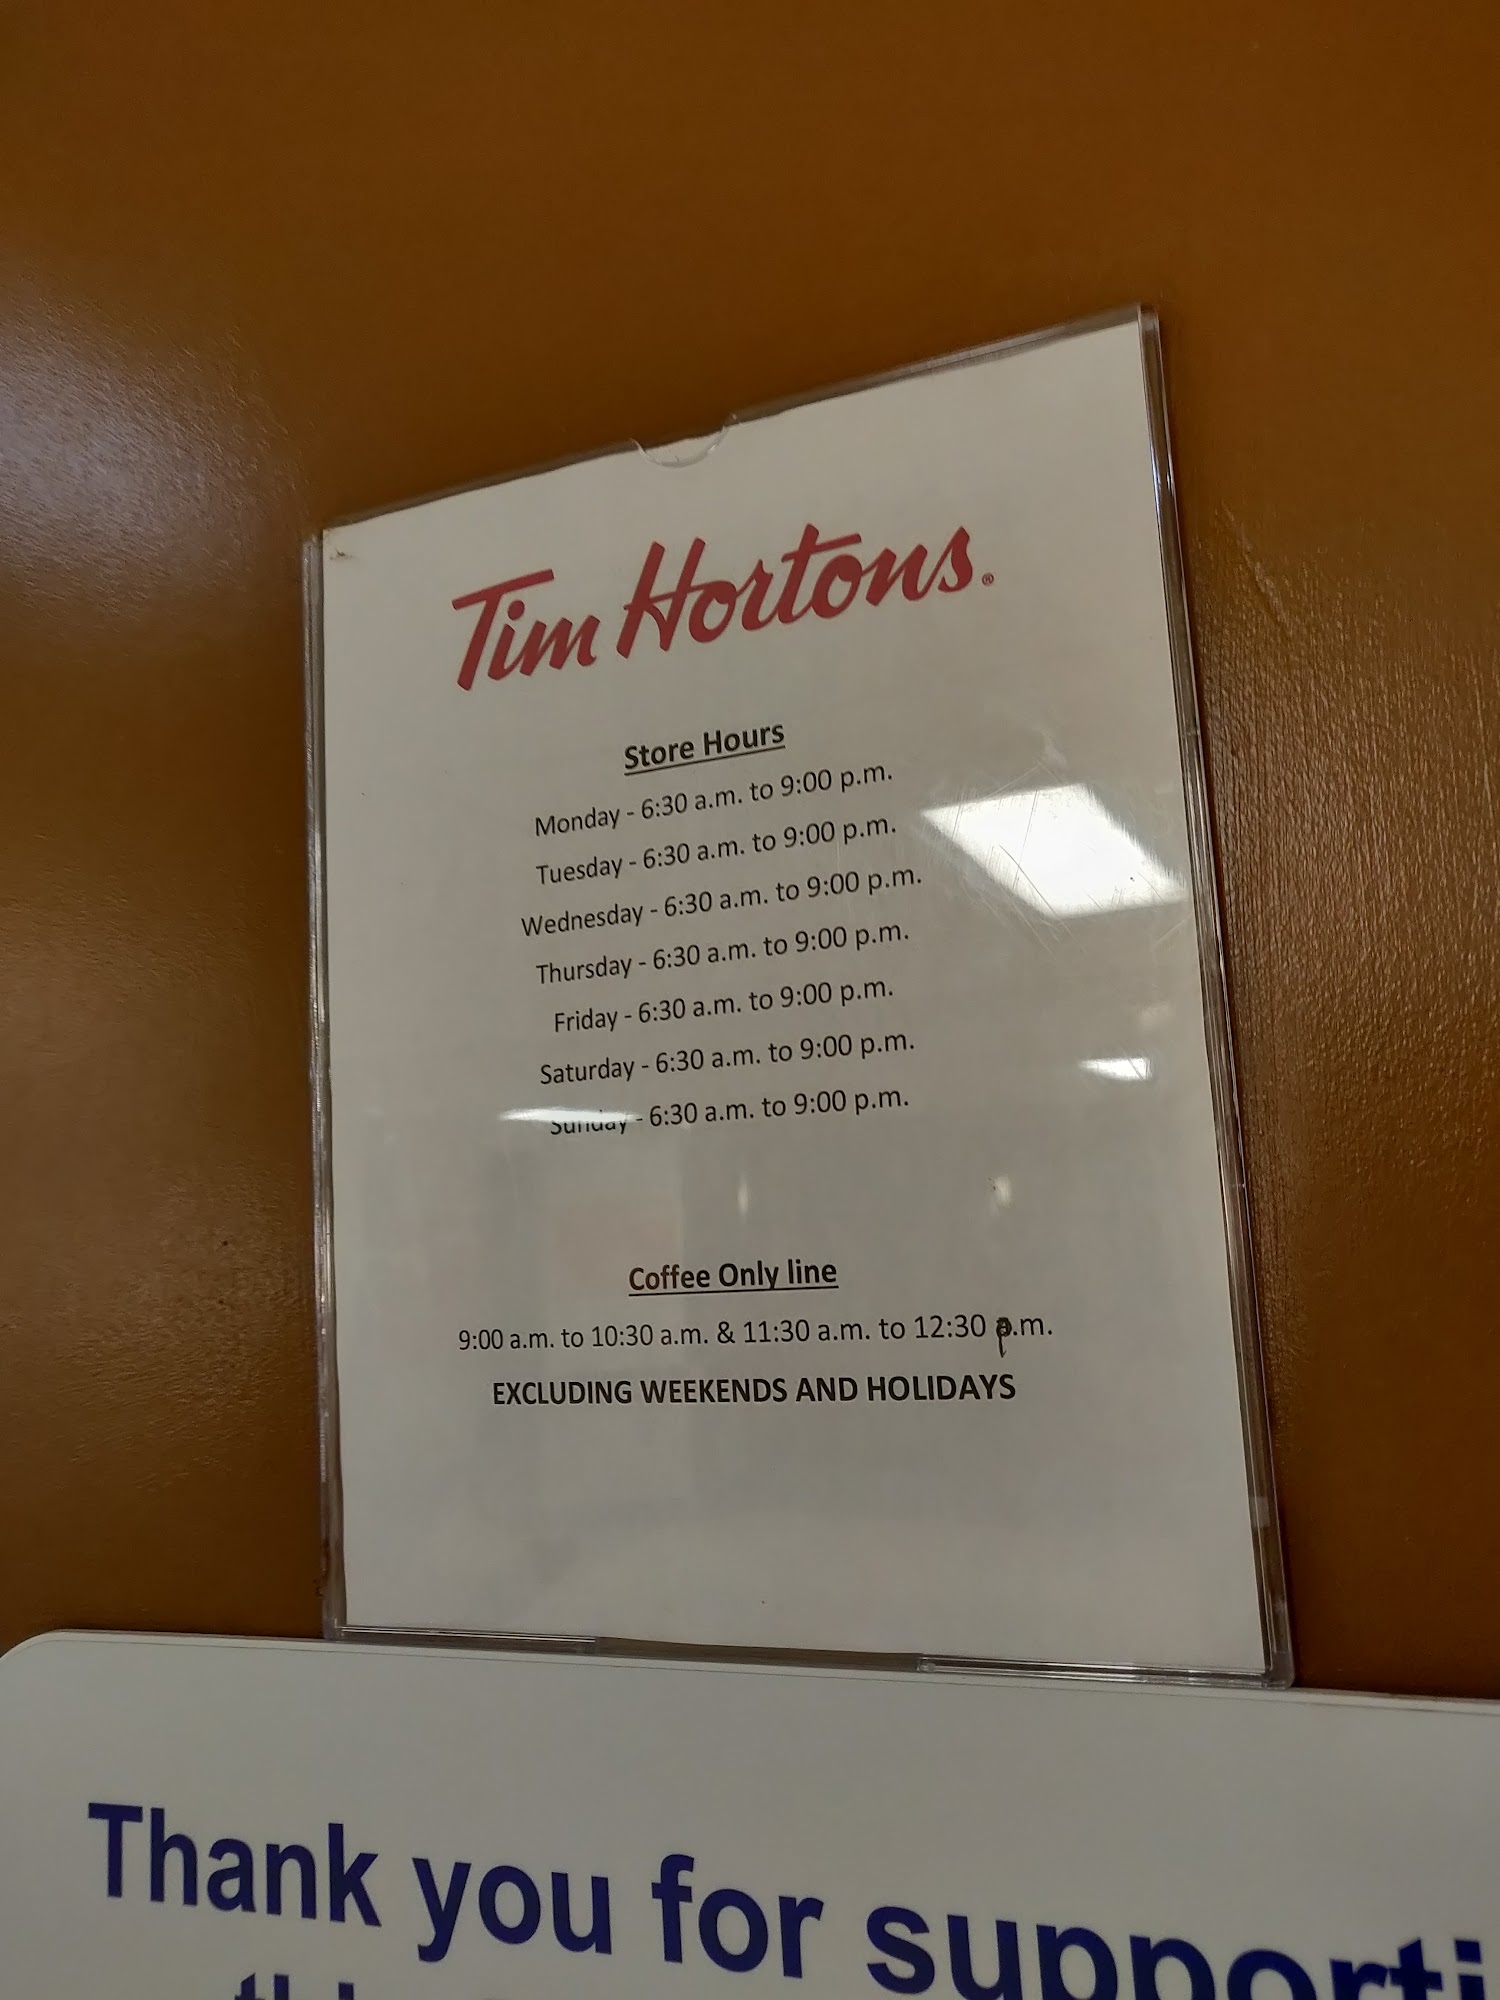 Tim Hortons®
Store Hours
Monday - 6:30 a.m. to 9:00 p.m.
Tuesday - 6:30 a.m. to 9:00 p.m.
Wednesday - 6:30 a.m. to 9:00 p.m.
Thursday - 6:30 a.m. to 9:00 p.m.
Friday - 6:30 a.m. to 9:00 p.m.
Saturday - 6:30 a.m. to 9:00 p.m.
Sunday - 6:30 a.m. to 9:00 p.m.
Coffee Only line
9:00 a.m. to 10:30 a.m. & 11:30 a.m. to 12:30 p.m.
EXCLUDING WEEKENDS AND HOLIDAYS
Thank you for supporti